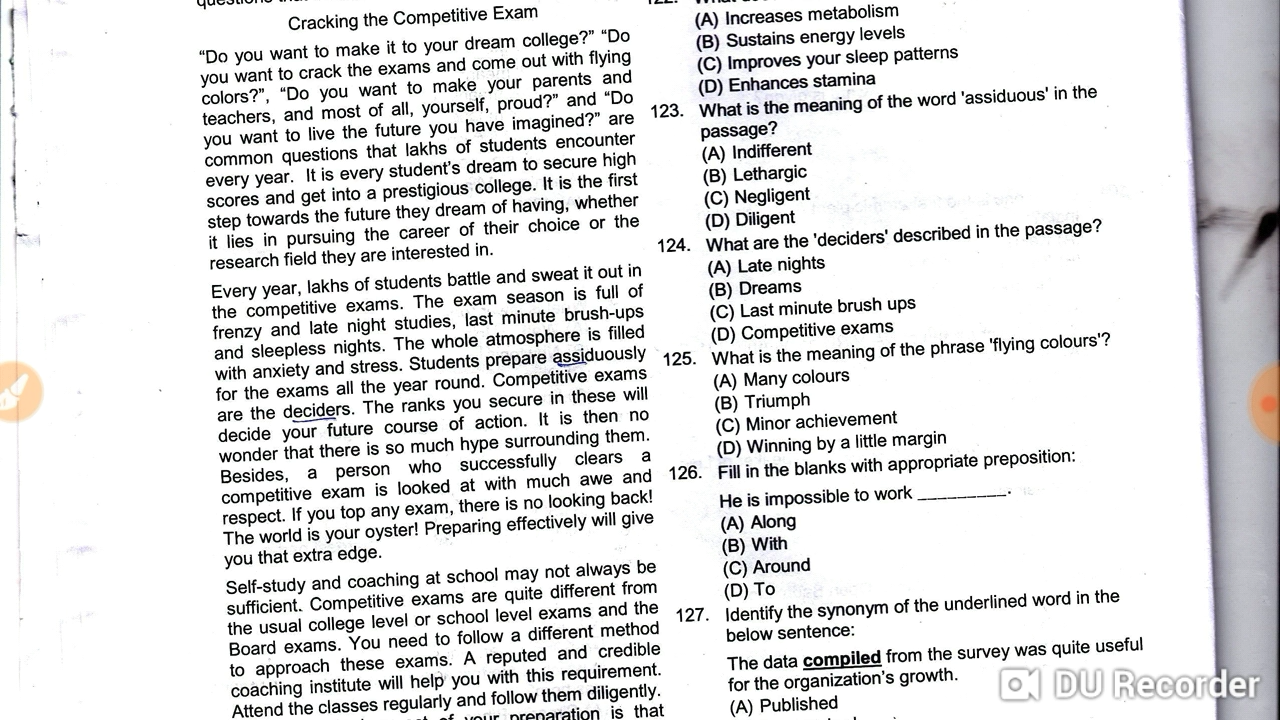 Cracking the Competitive Exam
“Do you want to make it to your dream college?” “Do
you want to crack the exams and come out with flying
colors?”, “Do you want to make your parents and
teachers, and most of all, yourself, proud?” and “Do
you want to live the future you have imagined?” are
common questions that lakhs of students encounter
every year. It is every student’s dream to secure high
scores and get into a prestigious college. It is the first
step towards the future they dream of having, whether
it lies in pursuing the career of their choice or the
research field they are interested in.
Every year, lakhs of students battle and sweat it out in
the competitive exams. The exam season is full of
frenzy and late night studies, last minute brush-ups
and sleepless nights. The whole atmosphere is filled
with anxiety and stress. Students prepare assiduously
for the exams all the year round. Competitive exams
are the deciders. The ranks you secure in these will
decide your future course of action. It is then no
wonder that there is so much hype surrounding them.
Besides, a person who successfully clears a
competitive exam is looked at with much awe and
respect. If you top any exam, there is no looking back!
The world is your oyster! Preparing effectively will give
you that extra edge.
Self-study and coaching at school may not always be
sufficient. Competitive exams are quite different from
the usual college level or school level exams and the
Board exams. You need to follow a different method
to approach these exams. A reputed and credible
coaching institute will help you with this requirement.
Attend the classes regularly and follow them diligently.
of your preparation is that
(A) Increases metabolism
(B) Sustains energy levels
(C) Improves your sleep patterns
(D) Enhances stamina
123. What is the meaning of the word 'assiduous' in the
passage?
(A) Indifferent
(B) Lethargic
(C) Negligent
(D) Diligent
124. What are the 'deciders' described in the passage?
(A) Late nights
(B) Dreams
(C) Last minute brush ups
(D) Competitive exams
125. What is the meaning of the phrase 'flying colours'?
(A) Many colours
(B) Triumph
(C) Minor achievement
(D) Winning by a little margin
126. Fill in the blanks with appropriate preposition:
He is impossible to work __________.
(A) Along
(B) With
(C) Around
(D) To
127. Identify the synonym of the underlined word in the
below sentence:
The data compiled from the survey was quite useful
for the organization’s growth.
(A) Published
DU Recorder